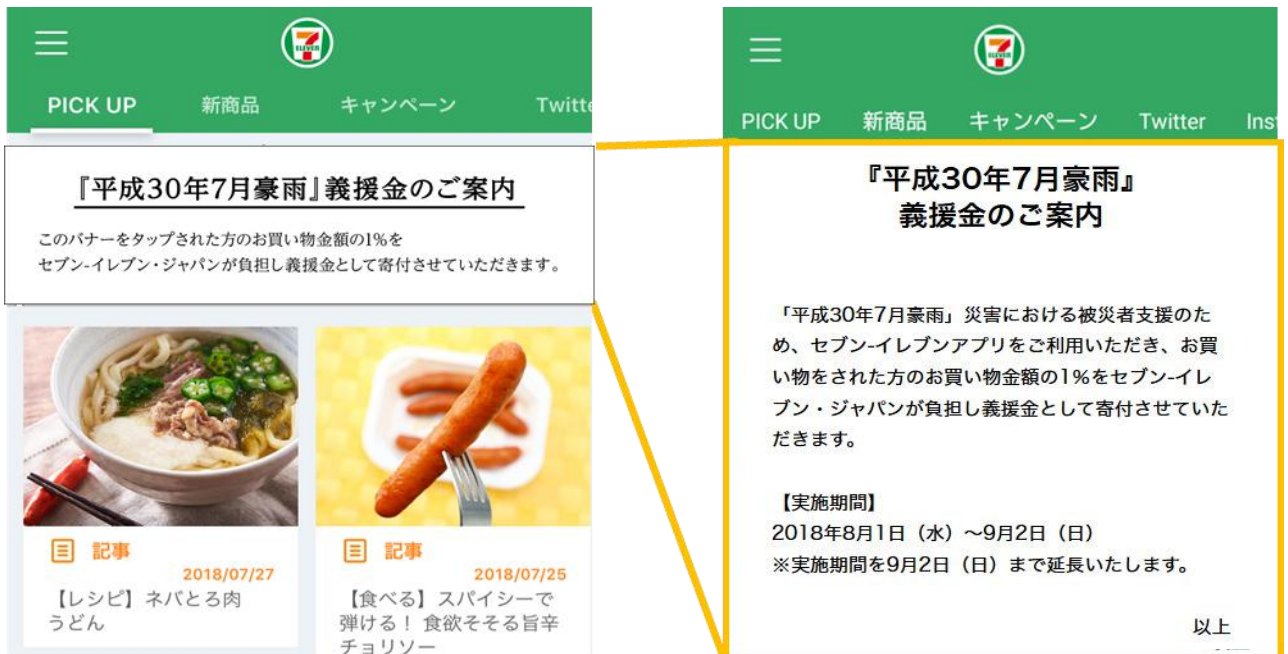 ELEVEN
PICK UP 新商品 キャンペーン Twitte
『平成30年7月豪雨』義援金のご案内
このバナーをタップされた方のお買い物金額の1%を
セブン-イレブン・ジャパンが負担し義援金として寄付させていただきます。
記事
2018/07/27
【レシピ】ネバとろ肉
うどん
記事
2018/07/25
【食べる】スパイシーで
弾ける！ 食欲そそる旨辛
チョリソー
ELEVEN
PICK UP 新商品 キャンペーン Twitter Inst
『平成30年7月豪雨』
義援金のご案内
「平成30年7月豪雨」災害における被災者支援のた
め、セブン-イレブンアプリをご利用いただき、お買
い物をされた方のお買い物金額の1%をセブン-イレ
ブン・ジャパンが負担し義援金として寄付させていた
だきます。
【実施期間】
2018年8月1日（水）～9月2日（日）
※実施期間を9月2日（日）まで延長いたします。
以上